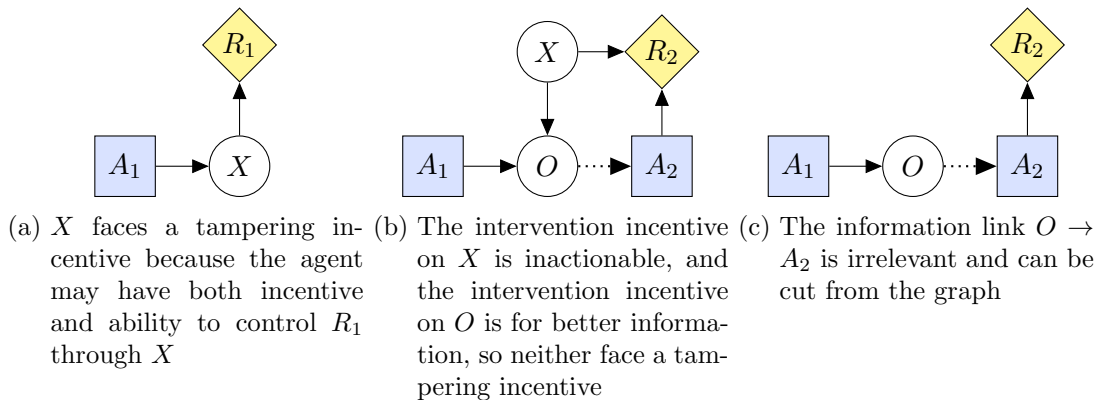 R1
X
R2
R2
A1
X
A1
O
A2
A1
O
A2
(a) X faces a tampering in-
centive because the agent
may have both incentive
and ability to control R1
through X
(b) The intervention incentive
on X is inactionable, and
the intervention incentive
on O is for better informa-
tion, so neither face a tam-
pering incentive
(c) The information link O →
A2 is irrelevant and can be
cut from the graph